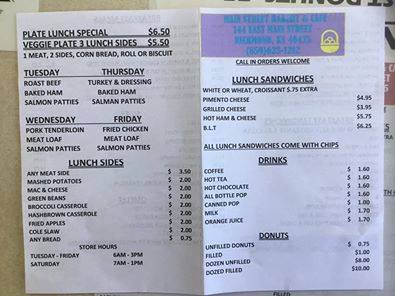 PLATE LUNCH SPECIAL $6.50
VEGGIE PLATE 3 LUNCH SIDES $5.50
1 MEAT, 2 SIDES, CORN BREAD, ROLL OR BISCUIT
TUESDAY THURSDAY
ROAST BEEF TURKEY & DRESSING
BAKED HAM BAKED HAM
SALMON PATTIES SALMAN PATTIES
WEDNESDAY FRIDAY
PORK TENDERLOIN FRIED CHICKEN
MEAT LOAF MEAT LOAF
SALMON PATTIES SALMON PATTIES
LUNCH SIDES
ANY MEAT SIDE $ 3.50
MASHED POTATOES $ 2.00
MAC & CHEESE $ 2.00
GREEN BEANS $ 2.00
BROCCOLI CASSEROLE $ 2.00
HASHBROWN CASSEROLE $ 2.00
FRIED APPLES $ 2.00
COLE SLAW $ 2.00
ANY BREAD $ 0.75
STORE HOURS
TUESDAY - FRIDAY 6AM - 3PM
SATURDAY 7AM - 1PM
MAIN STREET BAKERY & CAFE
144 EAST MAIN STREET
RICHMOND, KY 40475
CALL IN ORDERS WELCOME
LUNCH SANDWICHES
WHITE OR WHEAT, CROISSANT $.75 EXTRA
PIMENTO CHEESE $4.95
GRILLED CHEESE $3.95
HOT HAM & CHEESE $5.75
B.L.T $6.25
ALL LUNCH SANDWICHES COME WITH CHIPS
DRINKS
COFFEE $ 1.60
HOT TEA $ 1.60
HOT CHOCOLATE $ 1.60
ALL BOTTLE POP $ 1.60
CANNED POP $ 1.00
MILK $ 1.70
ORANGE JUICE $ 1.70
DONUTS
UNFILLED DONUTS $ 0.75
FILLED $1.00
DOZEN UNFILLED $8.00
DOZED FILLED $10.00